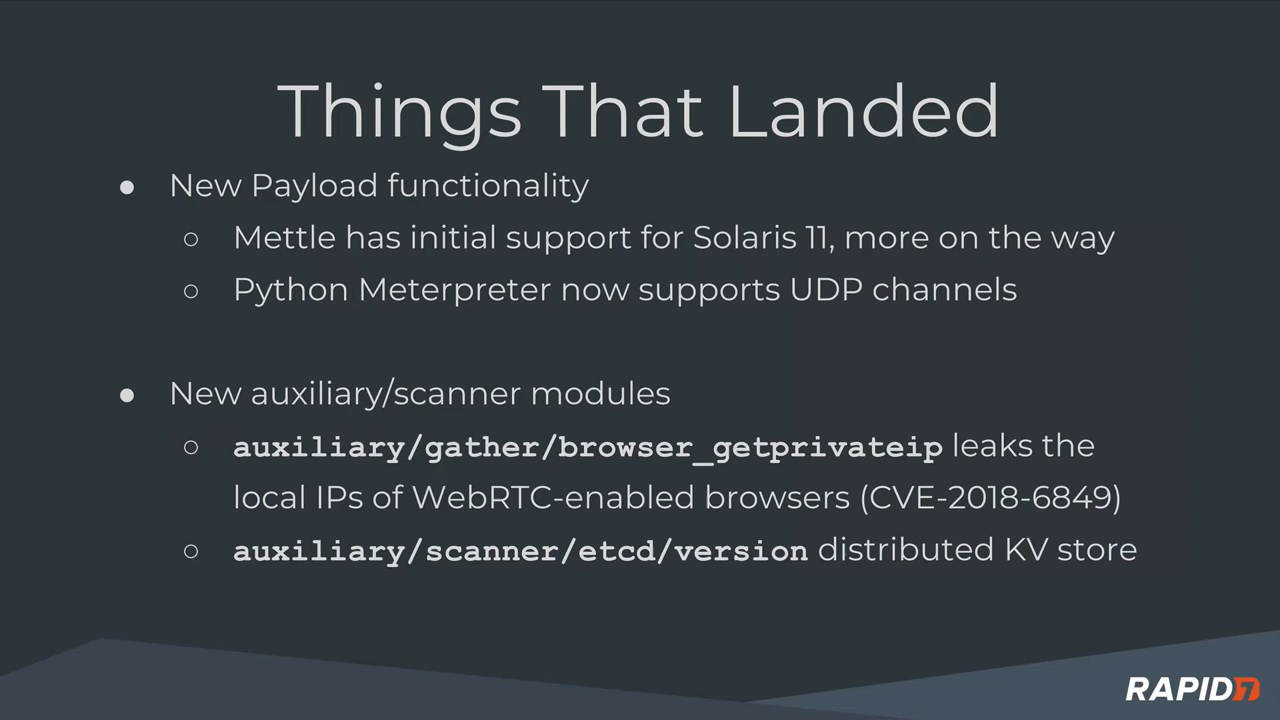 Things That Landed
● New Payload functionality
○ Mettle has initial support for Solaris 11, more on the way
○ Python Meterpreter now supports UDP channels
● New auxiliary/scanner modules
○ auxiliary/gather/browser_getprivateip leaks the
local IPs of WebRTC-enabled browsers (CVE-2018-6849)
○ auxiliary/scanner/etcd/version distributed KV store
RAPID7